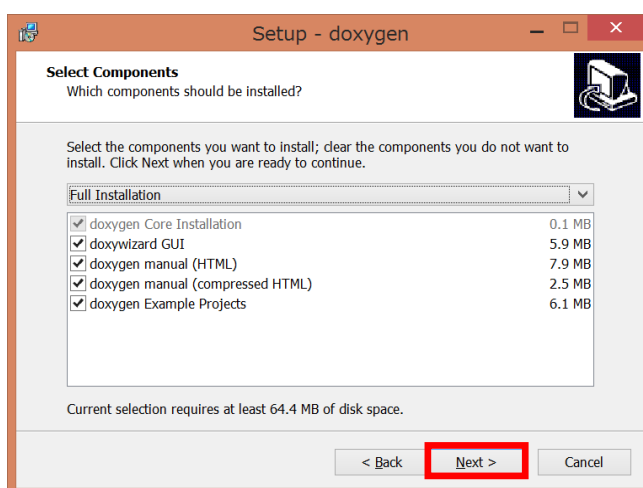 Setup - doxygen
Select Components
Which components should be installed?
Select the components you want to install; clear the components you do not want to
install. Click Next when you are ready to continue.
Full Installation
doxygen Core Installation 0.1 MB
doxywizard GUI 5.9 MB
doxygen manual (HTML) 7.9 MB
doxygen manual (compressed HTML) 2.5 MB
doxygen Example Projects 6.1 MB
Current selection requires at least 64.4 MB of disk space.
< Back Next > Cancel